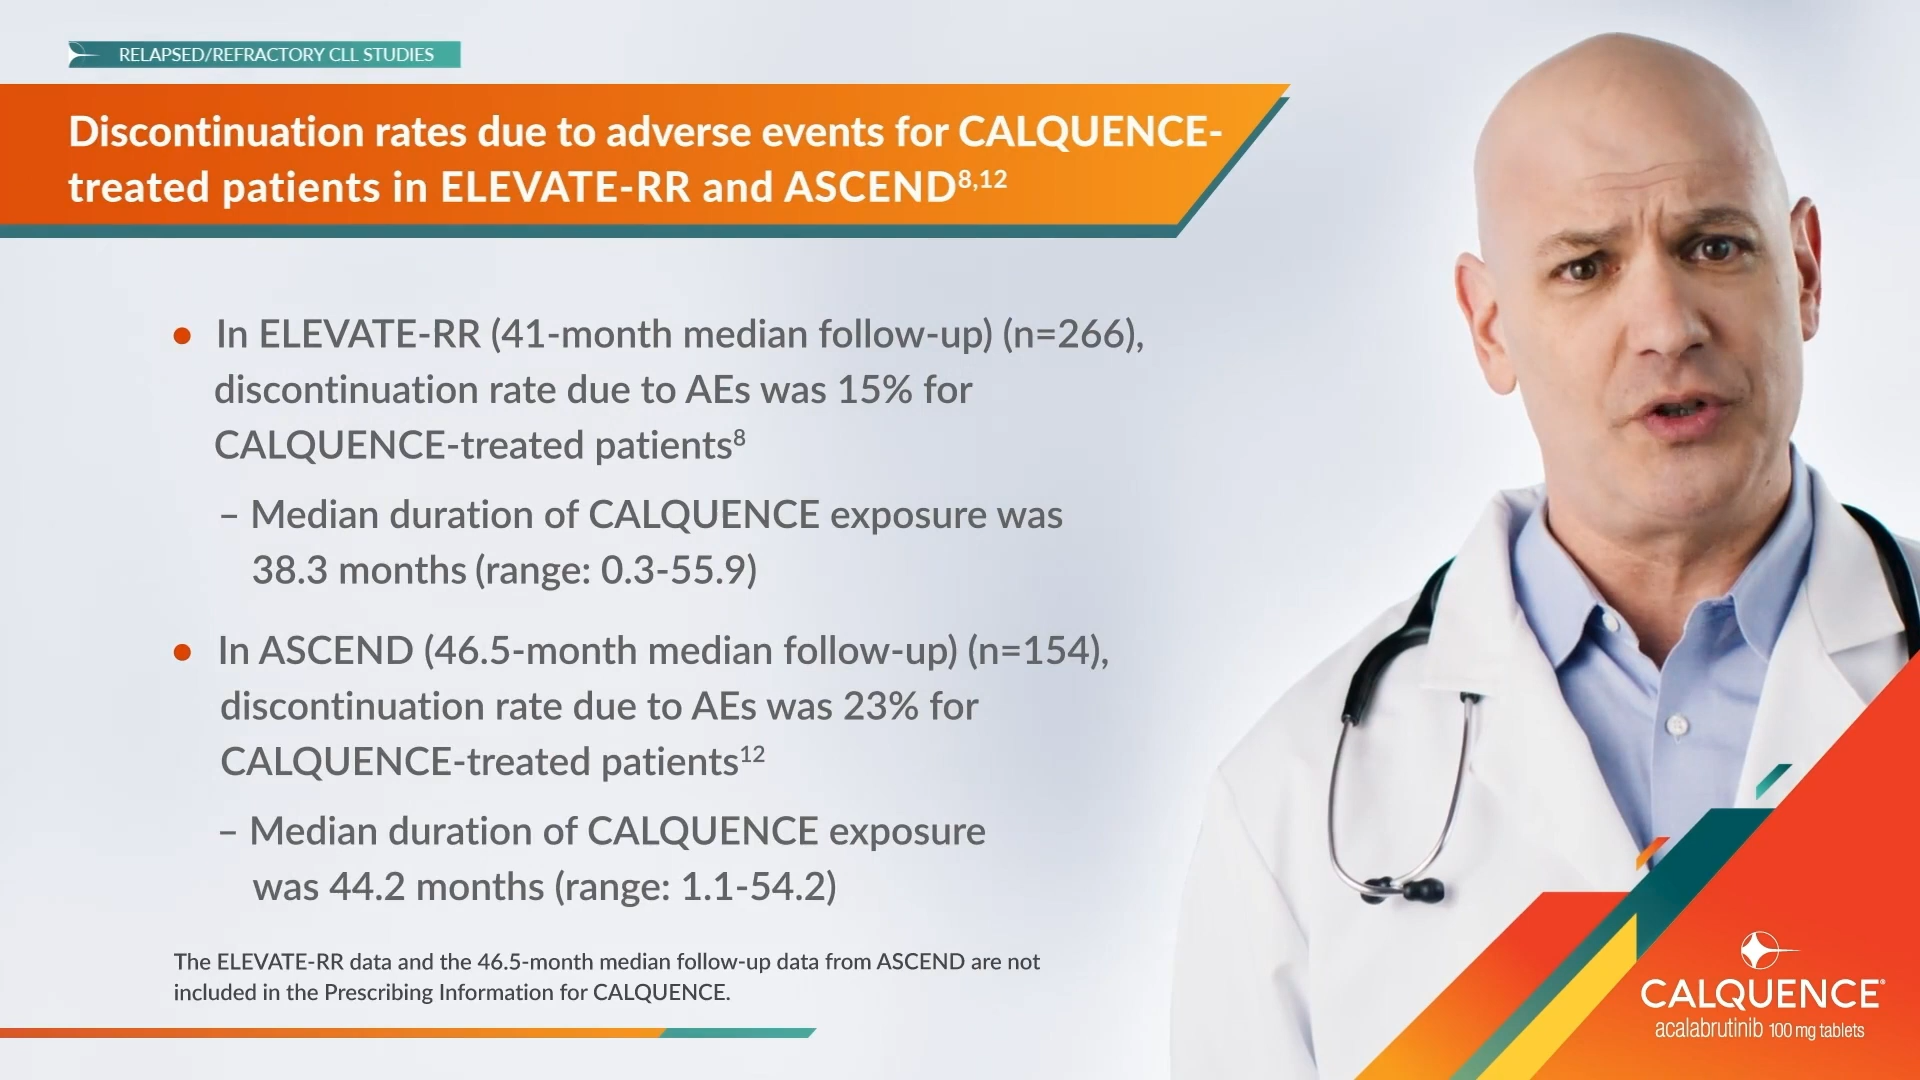 RELAPSED/REFRACTORY CLL STUDIES
Discontinuation rates due to adverse events for CALQUENCE-
treated patients in ELEVATE-RR and ASCEND8,12
• In ELEVATE-RR (41-month median follow-up) (n=266),
discontinuation rate due to AEs was 15% for
CALQUENCE-treated patients8
– Median duration of CALQUENCE exposure was
38.3 months (range: 0.3-55.9)
• In ASCEND (46.5-month median follow-up) (n=154),
discontinuation rate due to AEs was 23% for
CALQUENCE-treated patients12
– Median duration of CALQUENCE exposure
was 44.2 months (range: 1.1-54.2)
The ELEVATE-RR data and the 46.5-month median follow-up data from ASCEND are not
included in the Prescribing Information for CALQUENCE.
CALQUENCE®
acalabrutinib 100 mg tablets